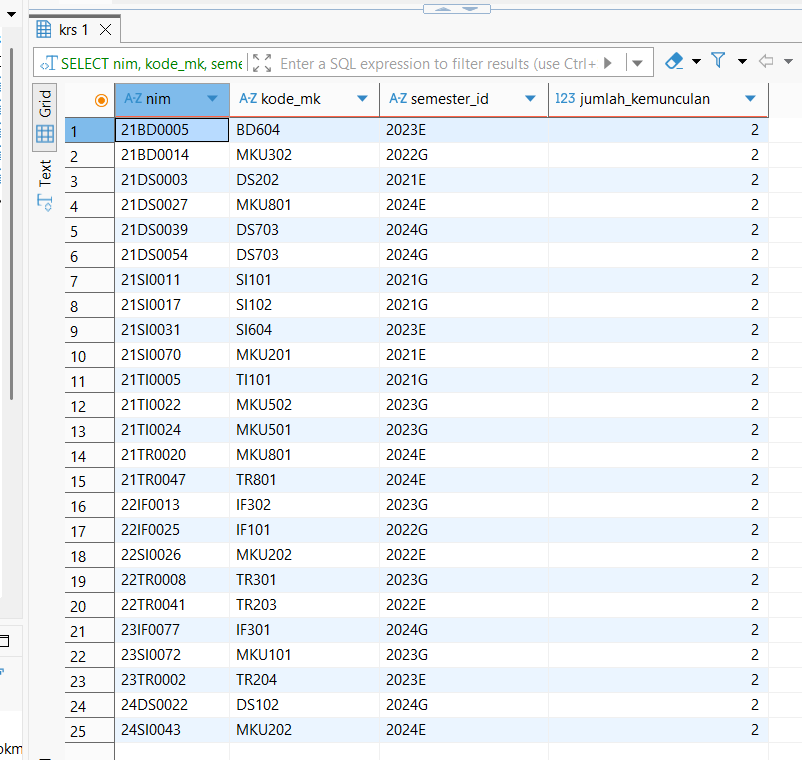 krs 1
SELECT nim, kode_mk, seme Enter a SQL expression to filter results (use Ctrl+
Grid
Text
A-Z nim A-Z kode_mk A-Z semester_id 123 jumlah_kemunculan
1 21BD0005 BD604 2023E 2
2 21BD0014 MKU302 2022G 2
3 21DS0003 DS202 2021E 2
4 21DS0027 MKU801 2024E 2
5 21DS0039 DS703 2024G 2
6 21DS0054 DS703 2024G 2
7 21SI0011 SI101 2021G 2
8 21SI0017 SI102 2021G 2
9 21SI0031 SI604 2023E 2
10 21SI0070 MKU201 2021E 2
11 21TI0005 TI101 2021G 2
12 21TI0022 MKU502 2023G 2
13 21TI0024 MKU501 2023G 2
14 21TR0020 MKU801 2024E 2
15 21TR0047 TR801 2024E 2
16 22IF0013 IF302 2023G 2
17 22IF0025 IF101 2022G 2
18 22SI0026 MKU202 2022E 2
19 22TR0008 TR301 2023G 2
20 22TR0041 TR203 2022E 2
21 23IF0077 IF301 2024G 2
22 23SI0072 MKU101 2023G 2
23 23TR0002 TR204 2023E 2
24 24DS0022 DS102 2024G 2
25 24SI0043 MKU202 2024E 2
okm